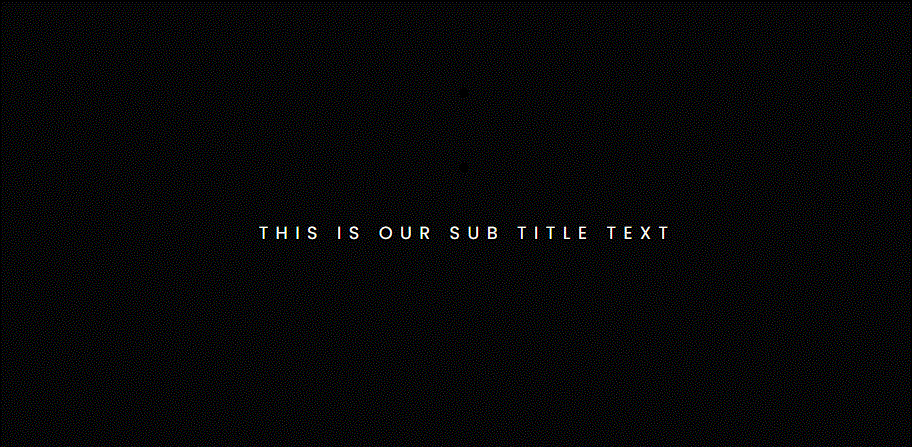 THIS IS OUR SUB TITLE TEXT